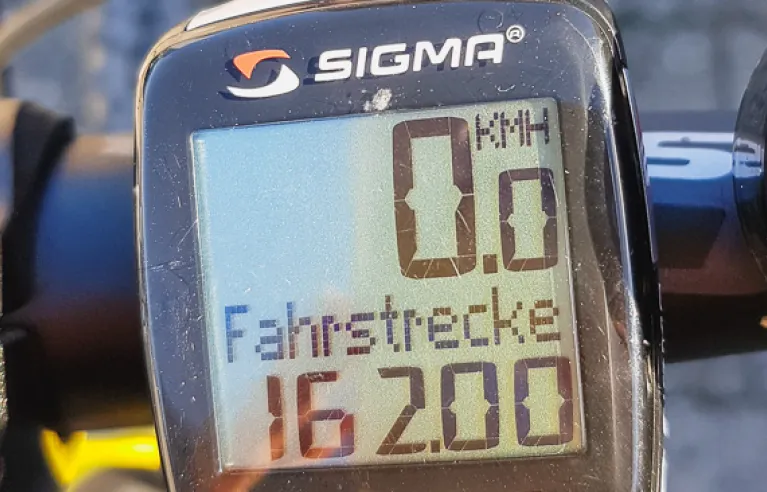 SIGMA®
KMH
0.0
Fahrstrecke
162.00
S